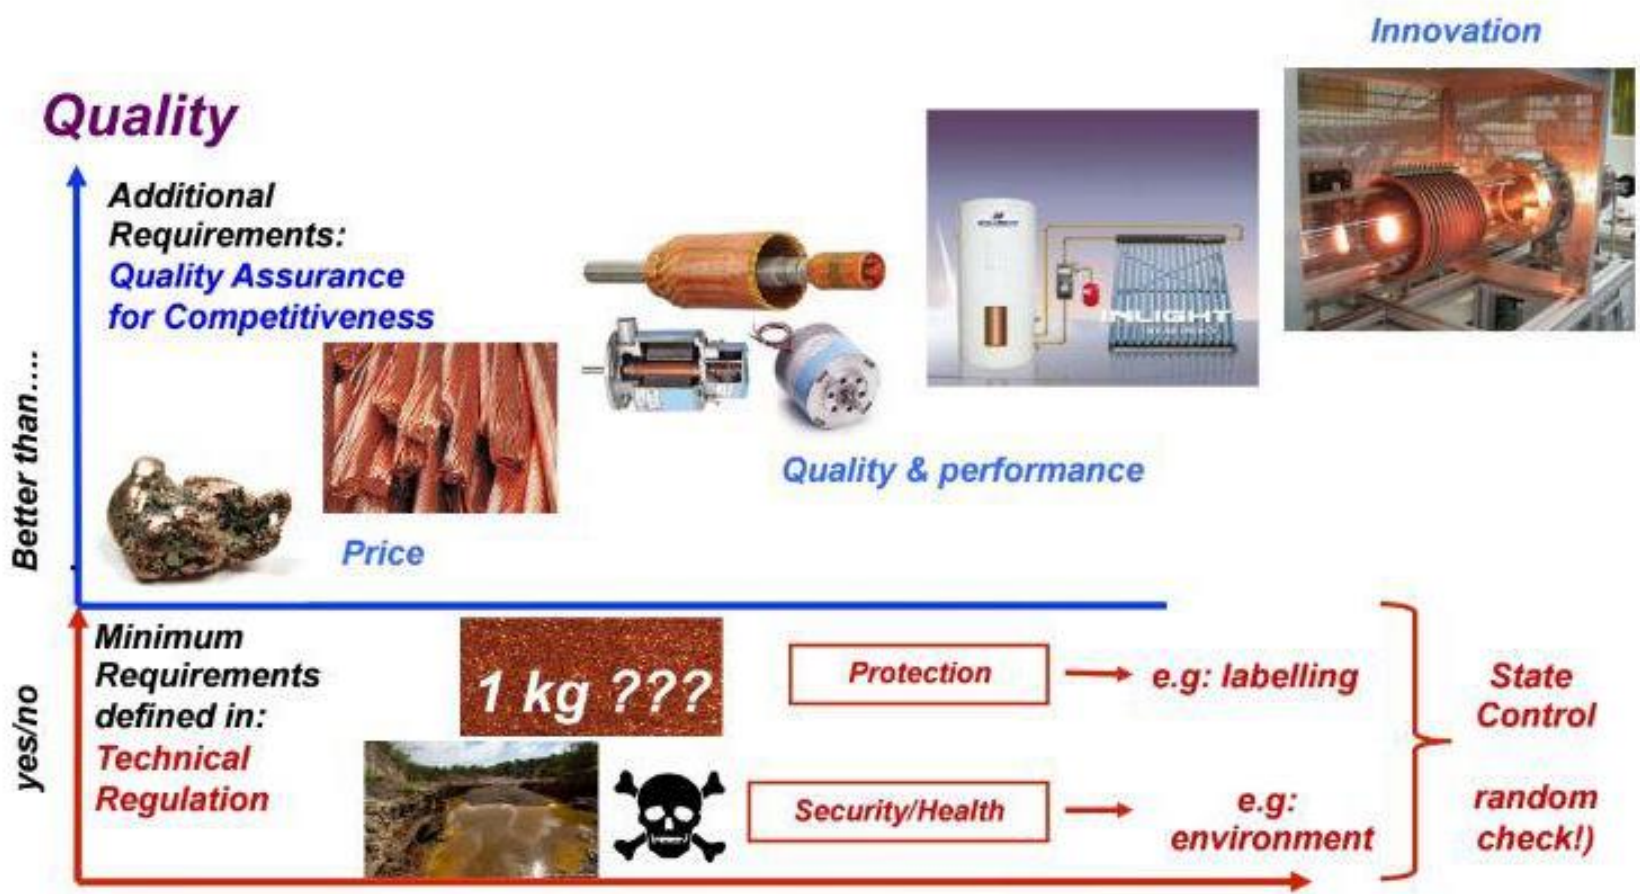 Innovation
Quality
Additional
Requirements:
Quality Assurance
for Competitiveness
Better than.....
INLIGHT
Quality & performance
Price
Minimum
Requirements
defined in:
Technical
Regulation
yes/no
1 kg ???
Protection
e.g: labelling
Security/Health
e.g:
environment
State
Control
random
check!)